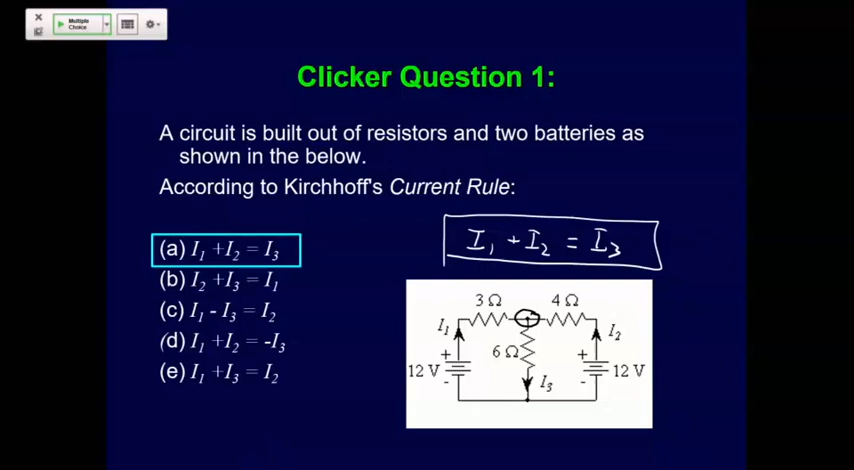 Multiple
Choice
Clicker Question 1:
A circuit is built out of resistors and two batteries as
shown in the below.
According to Kirchhoff's Current Rule:
(a) I₁ +I₂ = I₃
(b) I₂ +I₃ = I₁
(c) I₁ - I₃ = I₂
(d) I₁ +I₂ = -I₃
(e) I₁ +I₃ = I₂
I₁ + I₂ = I₃
3 Ω 4 Ω
I₁ I₂
+ 6 Ω +
12 V 12 V
- I₃ -